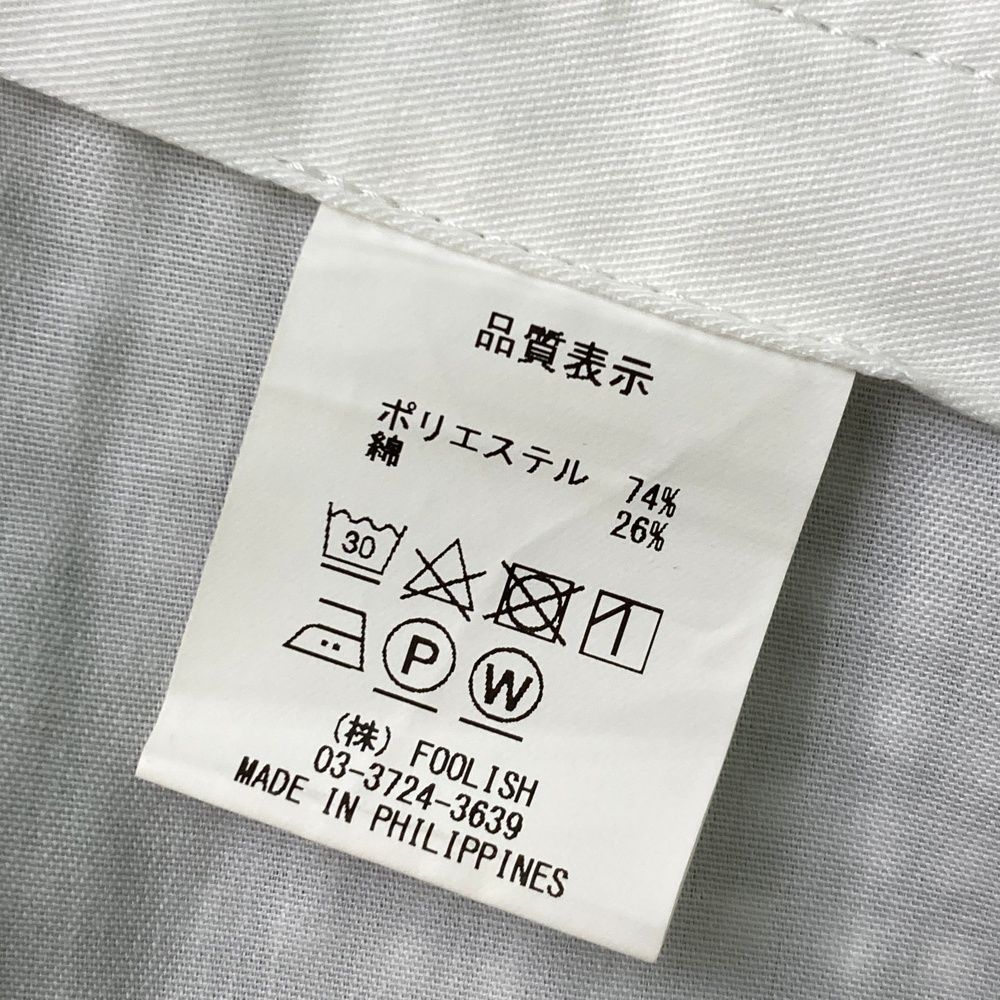 品質表示
ポリエステル 74%
綿 26%
30
P W
(株) FOOLISH
03-3724-3639
MADE IN PHILIPPINES